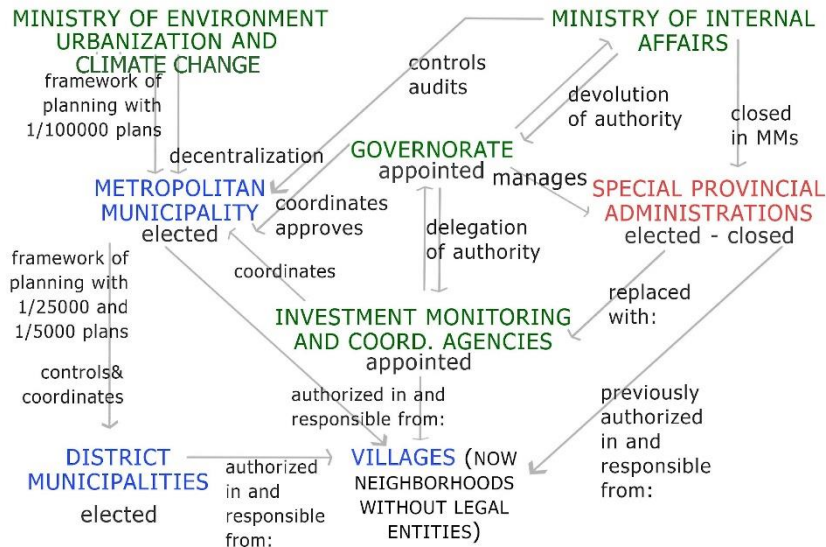 MINISTRY OF ENVIRONMENT
URBANIZATION AND
CLIMATE CHANGE
MINISTRY OF INTERNAL
AFFAIRS
framework of
planning with
1/100000 plans
decentralization
controls
audits
devolution
of authority
closed
in MMs
GOVERNORATE
appointed
manages
METROPOLITAN
MUNICIPALITY
elected
coordinates
approves
SPECIAL PROVINCIAL
ADMINISTRATIONS
elected - closed
delegation
of authority
coordinates
framework of
planning with
1/25000 and
1/5000 plans
replaced
with:
INVESTMENT MONITORING
AND COORD. AGENCIES
appointed
controls&
coordinates
authorized in and
responsible from:
previously
authorized
in and
responsible
from:
DISTRICT
MUNICIPALITIES
elected
authorized
in and
responsible
from:
VILLAGES (NOW
NEIGHBORHOODS
WITHOUT LEGAL
ENTITIES)